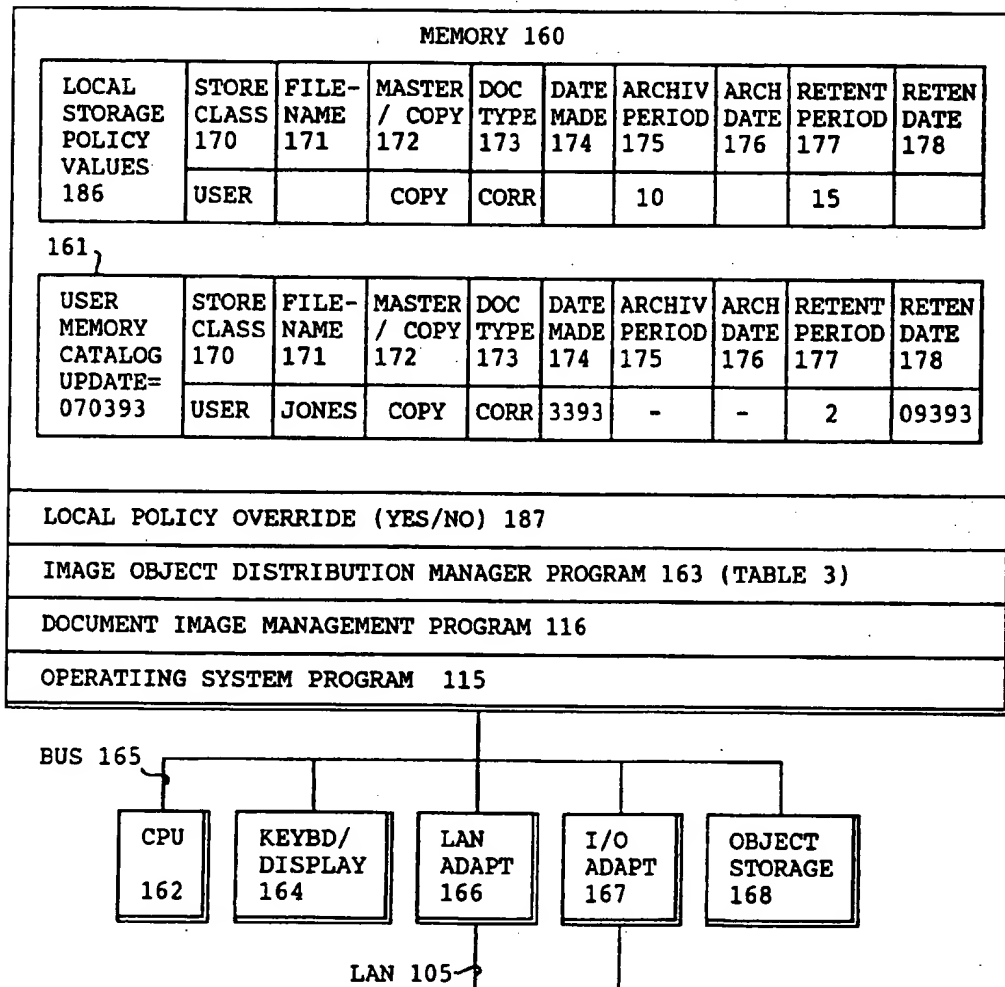 MEMORY 160
LOCAL STORAGE POLICY VALUES 186
STORE CLASS 170
FILE- NAME 171
MASTER / COPY 172
DOC TYPE 173
DATE MADE 174
ARCHIV PERIOD 175
ARCH DATE 176
RETENT PERIOD 177
RETEN DATE 178
USER COPY CORR 10 15
161
USER MEMORY CATALOG UPDATE= 070393
STORE CLASS 170
FILE- NAME 171
MASTER / COPY 172
DOC TYPE 173
DATE MADE 174
ARCHIV PERIOD 175
ARCH DATE 176
RETENT PERIOD 177
RETEN DATE 178
USER JONES COPY CORR 3393 - - 2 09393
LOCAL POLICY OVERRIDE (YES/NO) 187
IMAGE OBJECT DISTRIBUTION MANAGER PROGRAM 163 (TABLE 3)
DOCUMENT IMAGE MANAGEMENT PROGRAM 116
OPERATIING SYSTEM PROGRAM 115
BUS 165
CPU 162
KEYBD/ DISPLAY 164
LAN ADAPT 166
I/O ADAPT 167
OBJECT STORAGE 168
LAN 105